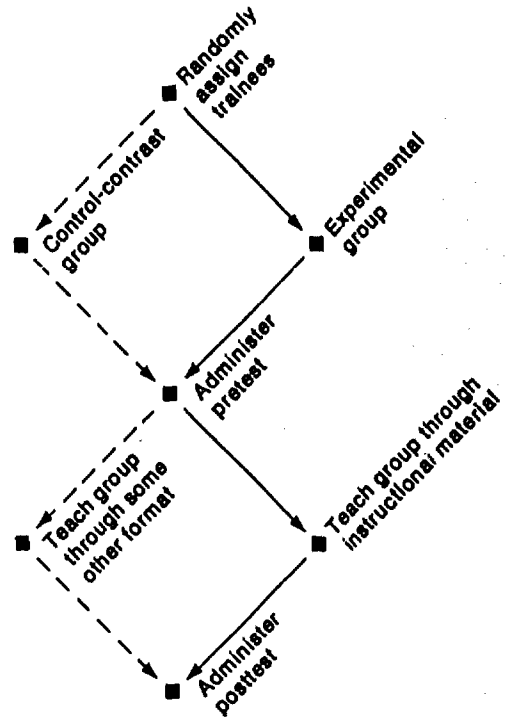 Randomly
assign
trainees
Control-contrast
group
Experimental
group
Administer
pretest
Teach group
through some
other format
Teach group through
instructional material
Administer
posttest